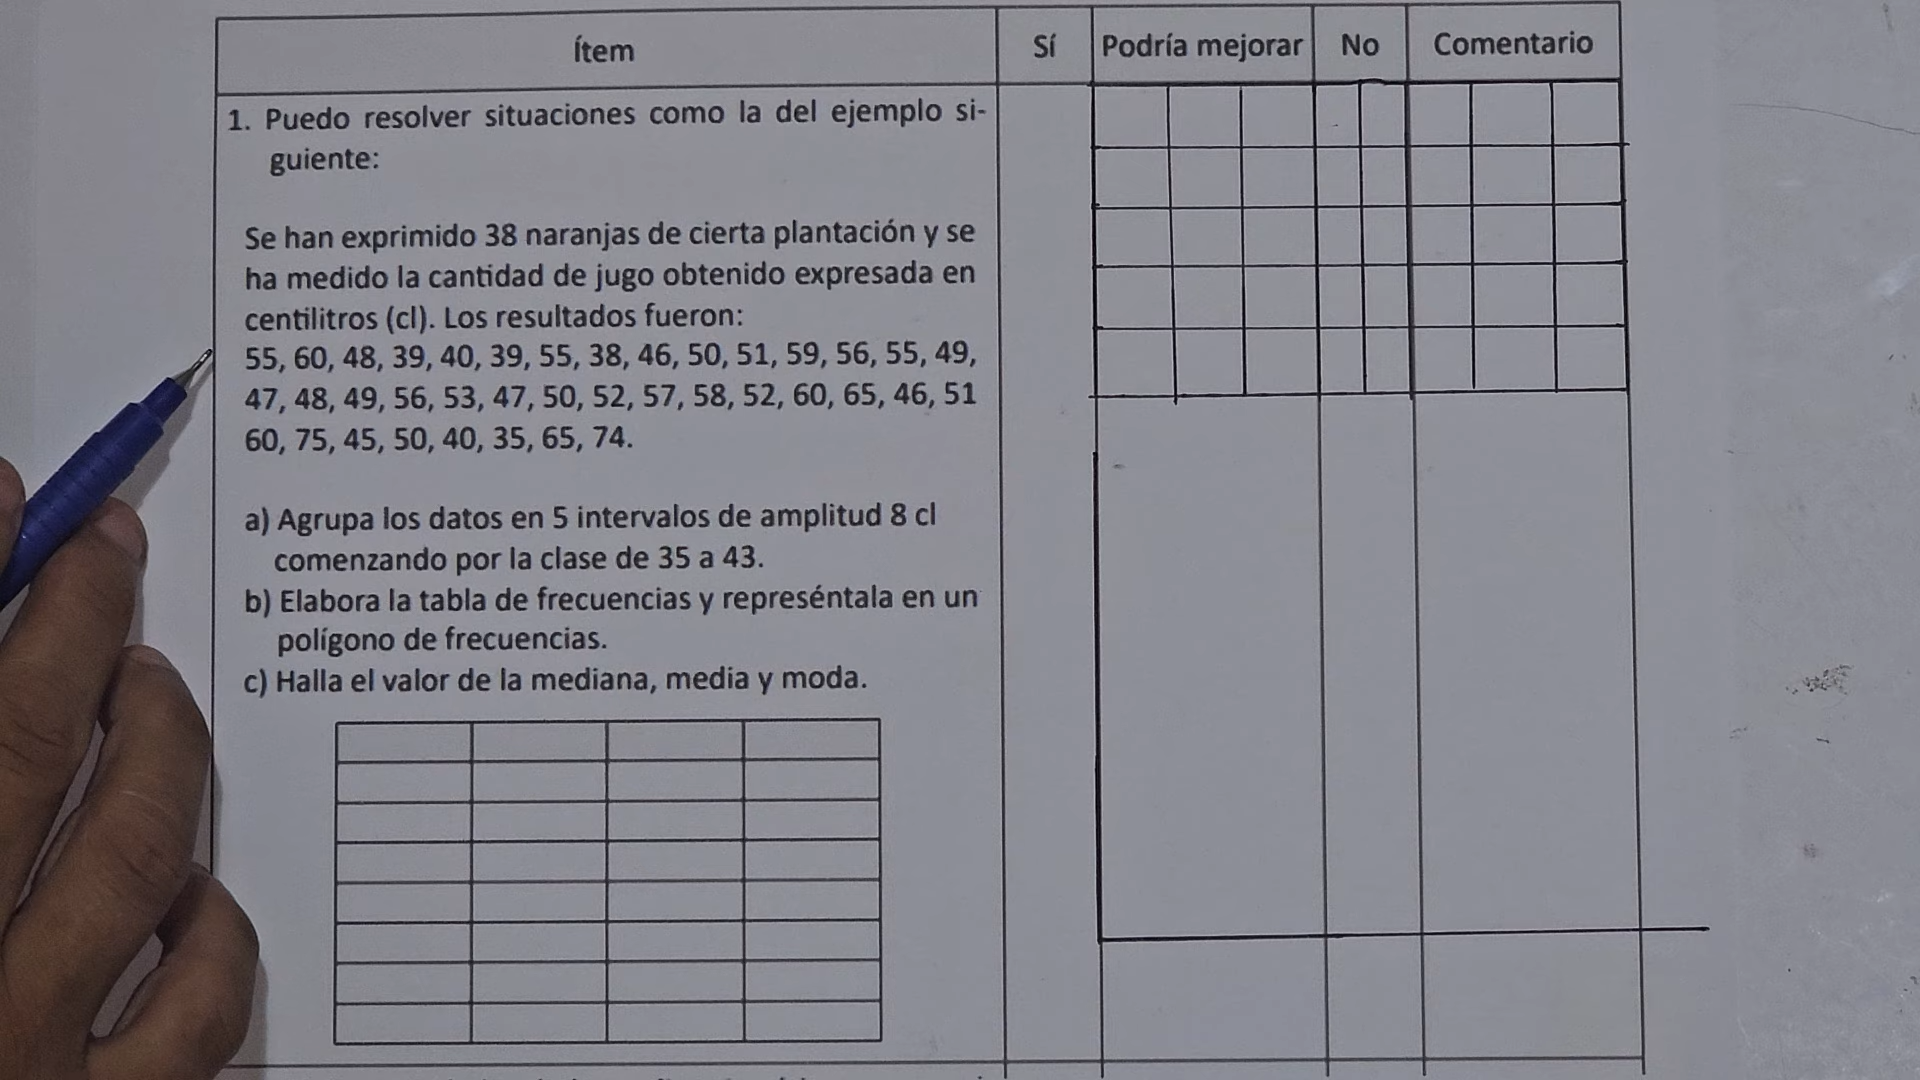 Ítem Sí Podría mejorar No Comentario
1. Puedo resolver situaciones como la del ejemplo si-
guiente:
Se han exprimido 38 naranjas de cierta plantación y se
ha medido la cantidad de jugo obtenido expresada en
centilitros (cl). Los resultados fueron:
55, 60, 48, 39, 40, 39, 55, 38, 46, 50, 51, 59, 56, 55, 49,
47, 48, 49, 56, 53, 47, 50, 52, 57, 58, 52, 60, 65, 46, 51
60, 75, 45, 50, 40, 35, 65, 74.
a) Agrupa los datos en 5 intervalos de amplitud 8 cl
comenzando por la clase de 35 a 43.
b) Elabora la tabla de frecuencias y represéntala en un
polígono de frecuencias.
c) Halla el valor de la mediana, media y moda.